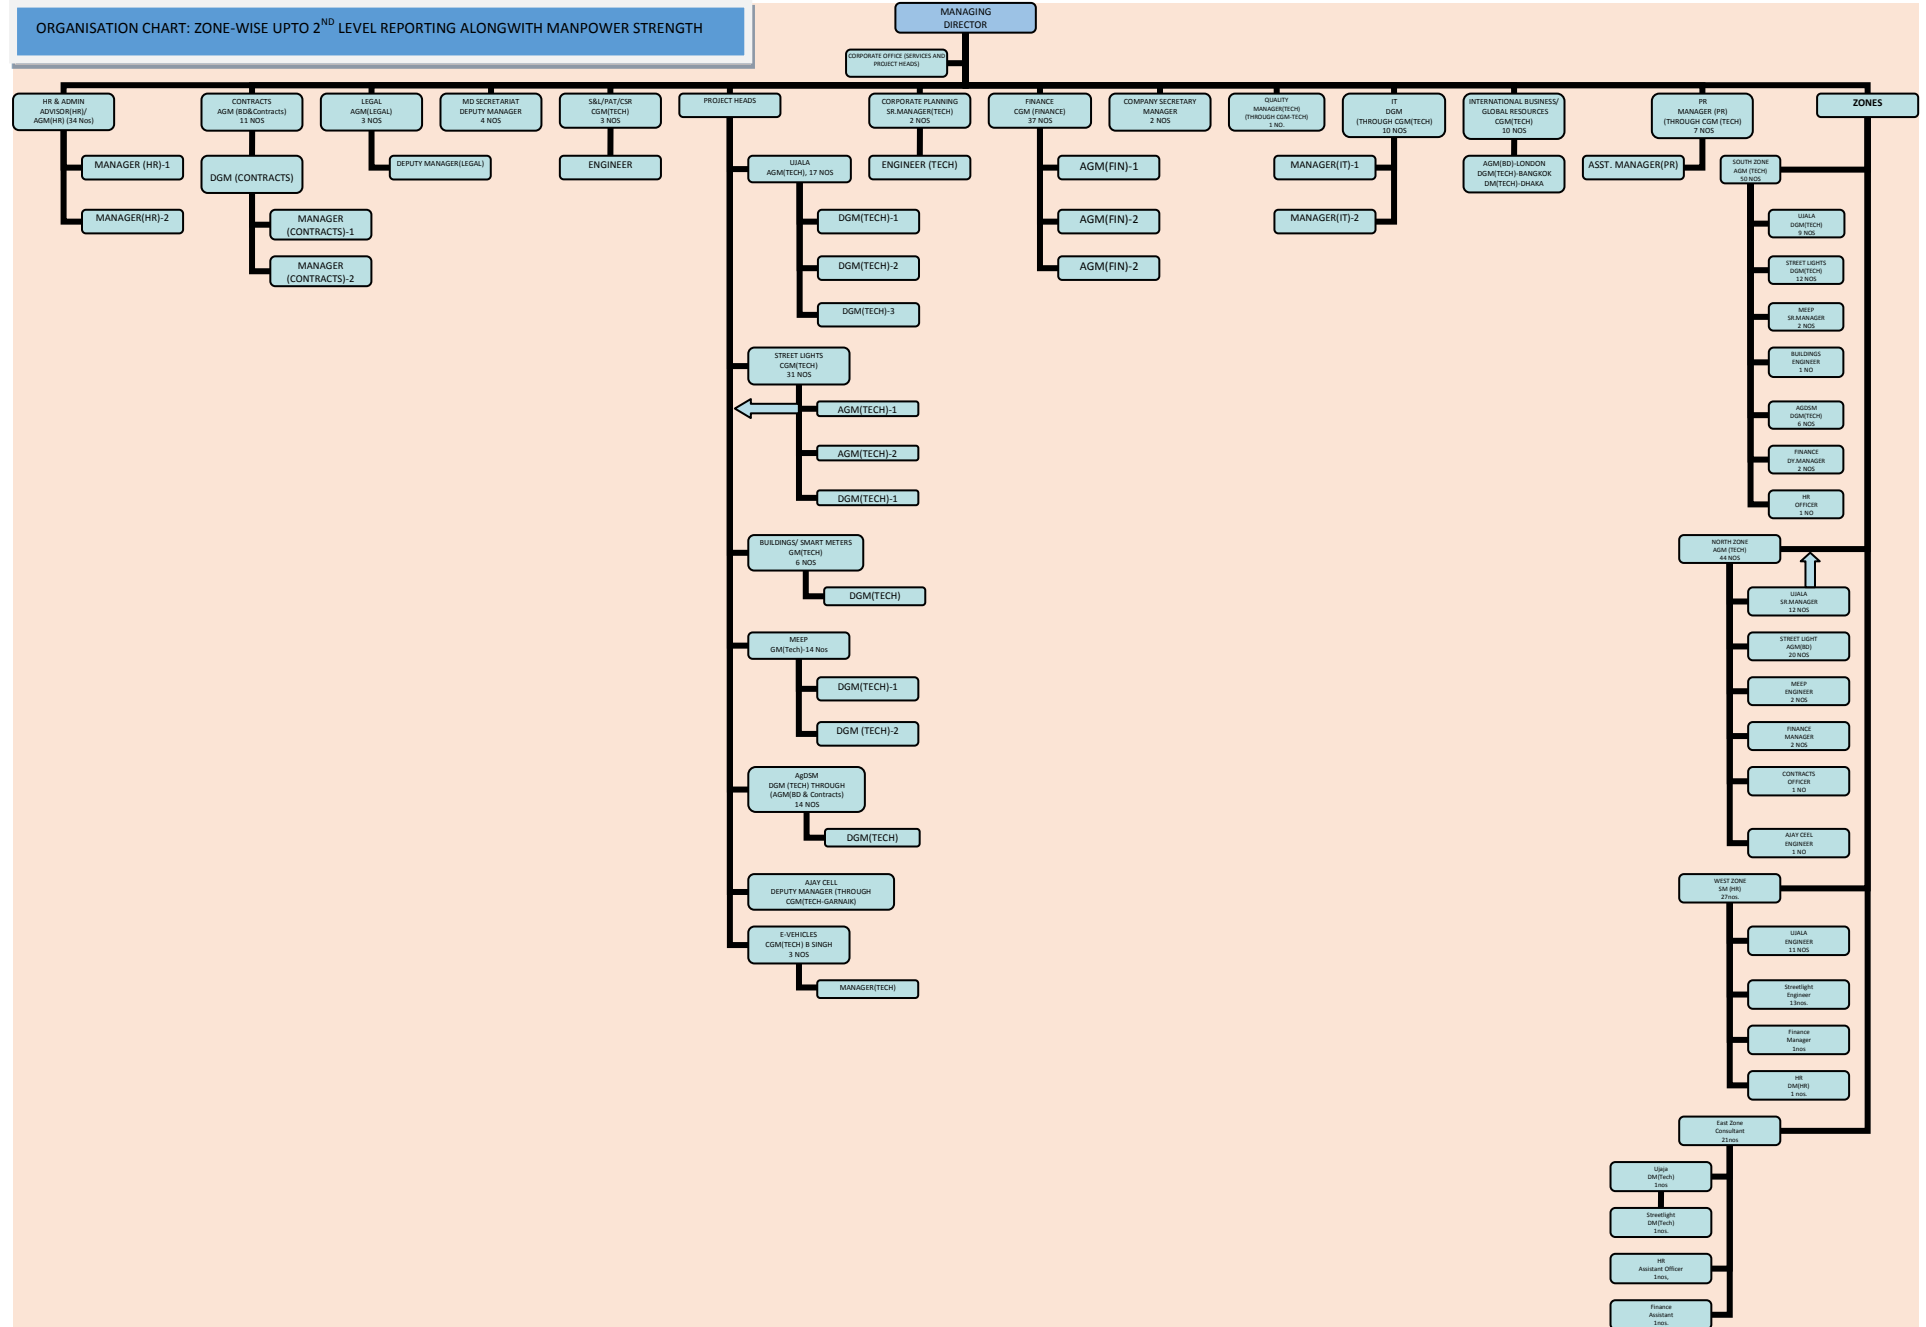 ORGANISATION CHART: ZONE-WISE UPTO 2ND LEVEL REPORTING ALONGWITH MANPOWER STRENGTH
MANAGING
DIRECTOR
CORPORATE OFFICE (SERVICES AND
PROJECT HEADS)
HR & ADMIN
ADVISOR(HR)/
AGM(HR) (34 Nos)
MANAGER (HR)-1
MANAGER(HR)-2
CONTRACTS
AGM (BD&Contracts)
11 NOS
DGM (CONTRACTS)
MANAGER
(CONTRACTS)-1
MANAGER
(CONTRACTS)-2
LEGAL
AGM(LEGAL)
3 NOS
DEPUTY MANAGER(LEGAL)
MD SECRETARIAT
DEPUTY MANAGER
4 NOS
S&L/PAT/CSR
CGM(TECH)
3 NOS
ENGINEER
PROJECT HEADS
UJALA
AGM(TECH), 17 NOS
DGM(TECH)-1
DGM(TECH)-2
DGM(TECH)-3
STREET LIGHTS
CGM(TECH)
31 NOS
AGM(TECH)-1
AGM(TECH)-2
DGM(TECH)-1
BUILDINGS/ SMART METERS
GM(TECH)
6 NOS
DGM(TECH)
MEEP
GM(Tech)-14 Nos
DGM(TECH)-1
DGM (TECH)-2
AgDSM
DGM (TECH) THROUGH
(AGM(BD & Contracts)
14 NOS
DGM(TECH)
AJAY CELL
DEPUTY MANAGER (THROUGH
CGM(TECH-GARNAIK)
E-VEHICLES
CGM(TECH) B SINGH
3 NOS
MANAGER(TECH)
CORPORATE PLANNING
SR.MANAGER(TECH)
2 NOS
ENGINEER (TECH)
FINANCE
CGM (FINANCE)
37 NOS
AGM(FIN)-1
AGM(FIN)-2
AGM(FIN)-2
COMPANY SECRETARY
MANAGER
2 NOS
QUALITY
MANAGER(TECH)
(THROUGH CGM-TECH)
1 NO.
IT
DGM
(THROUGH CGM(TECH)
10 NOS
MANAGER(IT)-1
MANAGER(IT)-2
INTERNATIONAL BUSINESS/
GLOBAL RESOURCES
CGM(TECH)
10 NOS
AGM(BD)-LONDON
DGM(TECH)-BANGKOK
DM(TECH)-DHAKA
PR
MANAGER (PR)
(THROUGH CGM (TECH)
7 NOS
ASST. MANAGER(PR)
ZONES
SOUTH ZONE
AGM (TECH)
50 NOS
UJALA
DGM(TECH)
9 NOS
STREET LIGHTS
DGM(TECH)
12 NOS
MEEP
SR.MANAGER
2 NOS
BUILDINGS
ENGINEER
1 NO
AGDSM
DGM(TECH)
6 NOS
FINANCE
DY.MANAGER
2 NOS
HR
OFFICER
1 NO
NORTH ZONE
AGM (TECH)
44 NOS
UJALA
SR.MANAGER
12 NOS
STREET LIGHT
AGM(BD)
20 NOS
MEEP
ENGINEER
2 NOS
FINANCE
MANAGER
2 NOS
CONTRACTS
OFFICER
1 NO
AJAY CEEL
ENGINEER
1 NO
WEST ZONE
SM (HR)
27nos.
UJALA
ENGINEER
11 NOS
Streetlight
Engineer
13nos.
Finance
Manager
1nos
HR
DM(HR)
1 nos.
East Zone
Consultant
21nos
Ujaja
DM(Tech)
1nos
Streetlight
DM(Tech)
1nos.
HR
Assistant Officer
1nos,
Finance
Assistant
1nos.